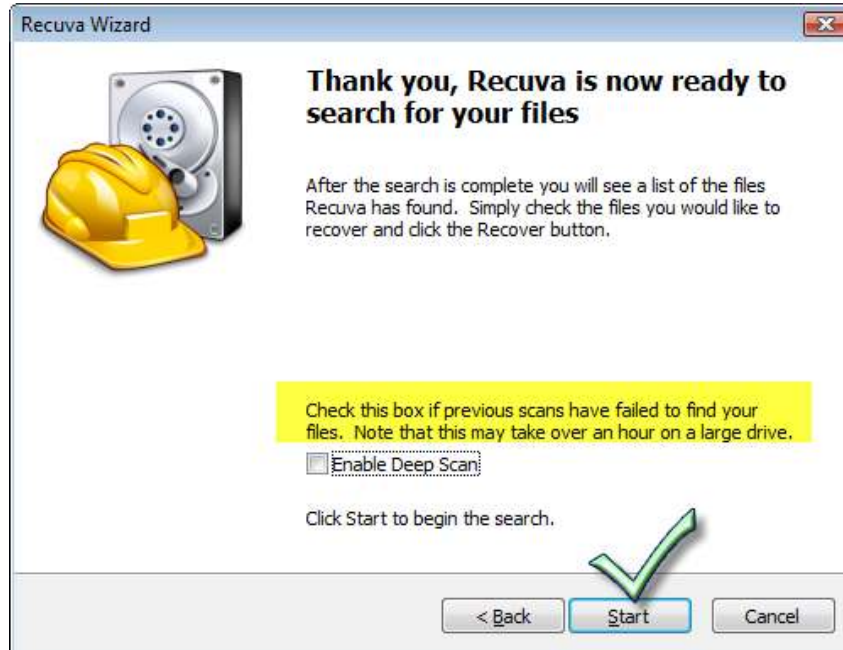 Recuva Wizard
Thank you, Recuva is now ready to
search for your files
After the search is complete you will see a list of the files
Recuva has found. Simply check the files you would like to
recover and click the Recover button.
Check this box if previous scans have failed to find your
files. Note that this may take over an hour on a large drive.
Enable Deep Scan
Click Start to begin the search.
< Back
Start
Cancel